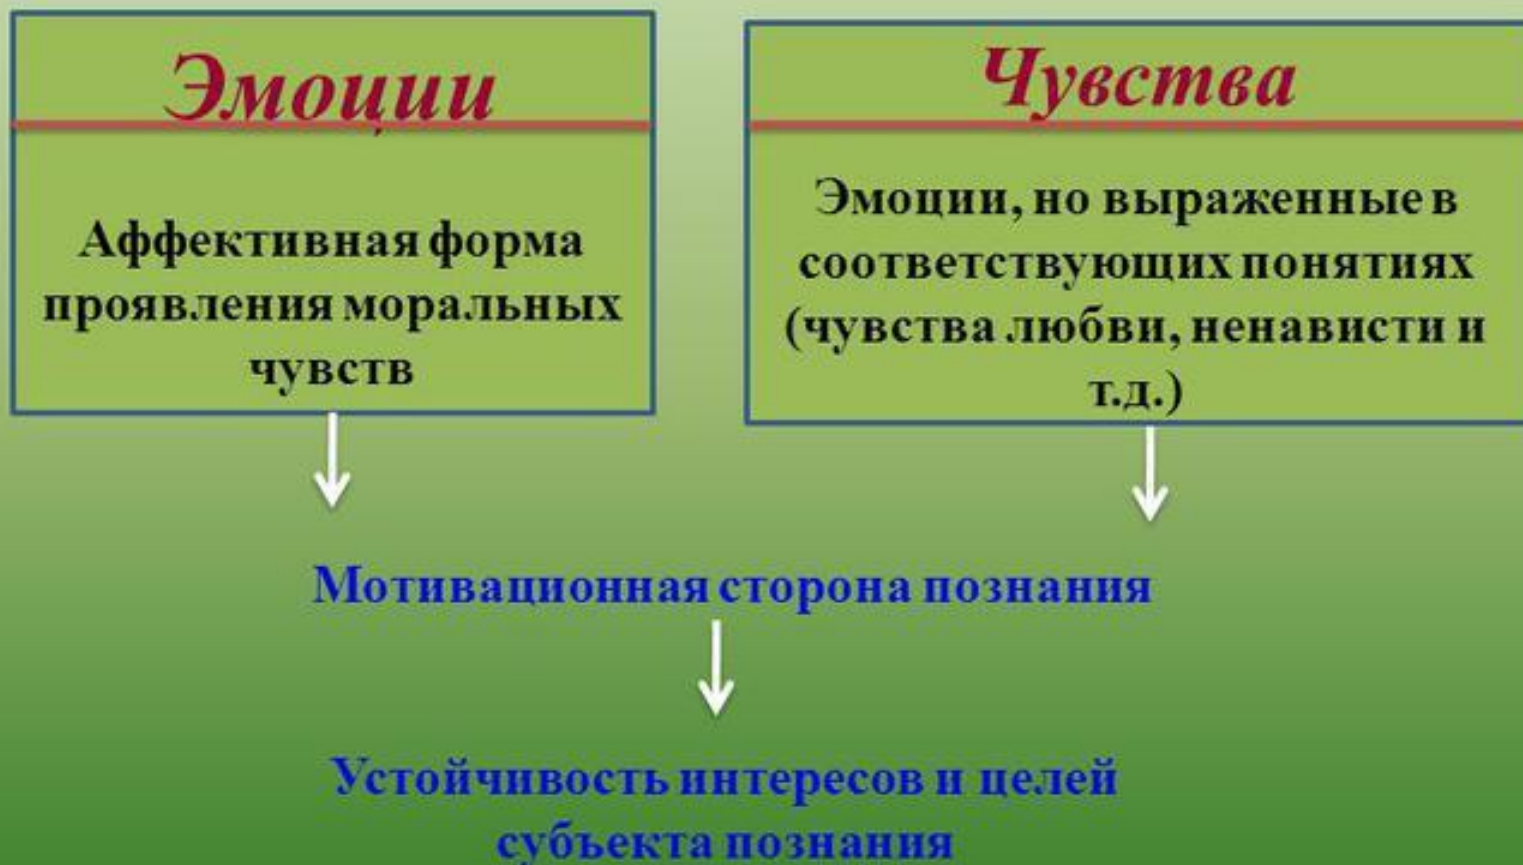 Эмоции
Аффективная форма
проявления моральных
чувств
Чувства
Эмоции, но выраженные в
соответствующих понятиях
(чувства любви, ненависти и
т.д.)
Мотивационная сторона познания
Устойчивость интересов и целей
субъекта познания